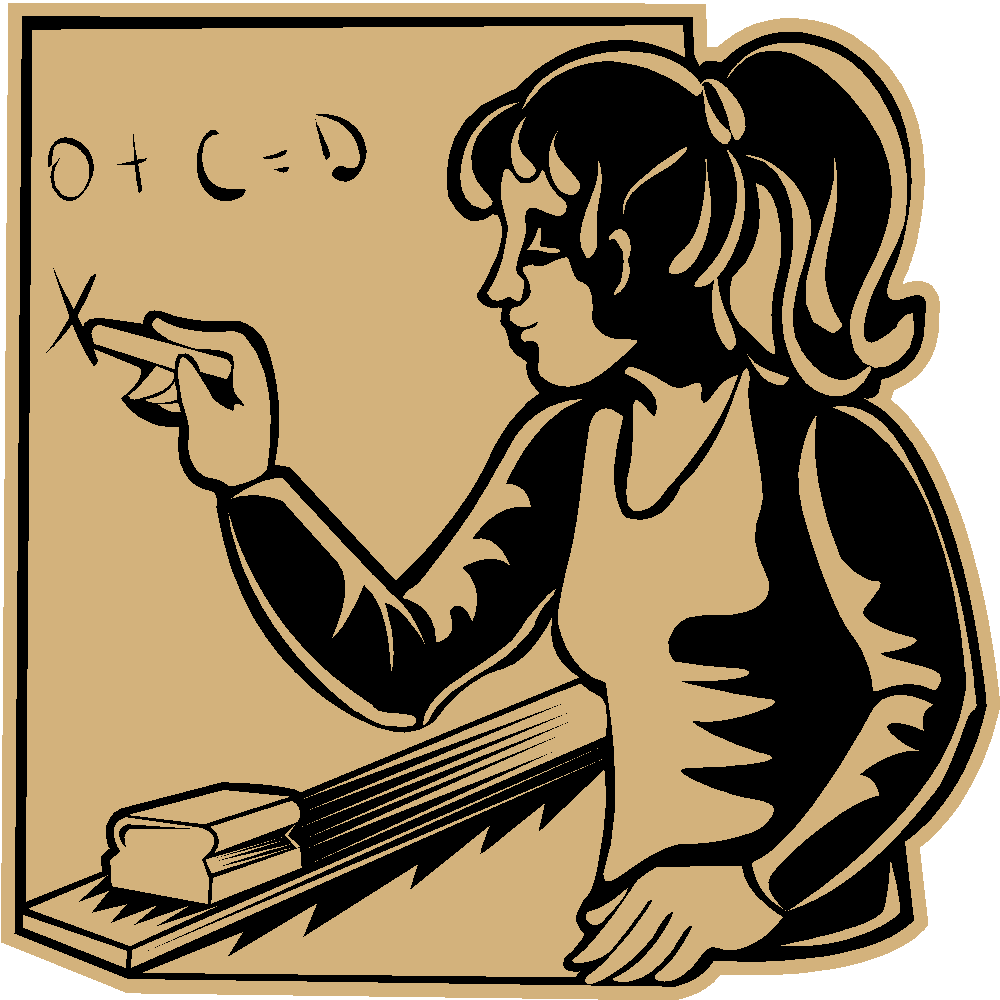 O + C = D
X